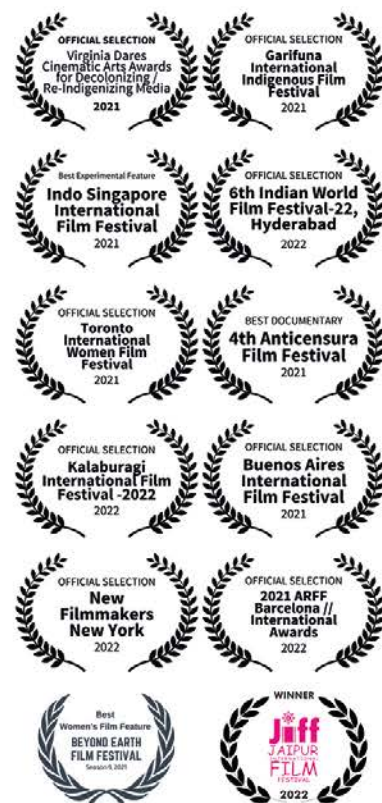 OFFICIAL SELECTION
Virginia Dares
Cinematic Arts Awards
for Decolonizing /
Re-Indigenizing Media
2021
OFFICIAL SELECTION
Garifuna
International
Indigenous Film
Festival
2021
Best Experimental Feature
Indo Singapore
International
Film Festival
2021
OFFICIAL SELECTION
6th Indian World
Film Festival-22,
Hyderabad
2022
OFFICIAL SELECTION
Toronto
International
Women Film
Festival
2021
BEST DOCUMENTARY
4th Anticensura
Film Festival
2021
OFFICIAL SELECTION
Kalaburagi
International Film
Festival -2022
2022
OFFICIAL SELECTION
Buenos Aires
International
Film Festival
2021
OFFICIAL SELECTION
New
Filmmakers
New York
2022
OFFICIAL SELECTION
2021 ARFF
Barcelona //
International
Awards
2022
Best
Women's Film Feature
BEYOND EARTH
FILM FESTIVAL
Season 6, 2021
WINNER
Jiff
JAIPUR
INTERNATIONAL
FILM
FESTIVAL
2022